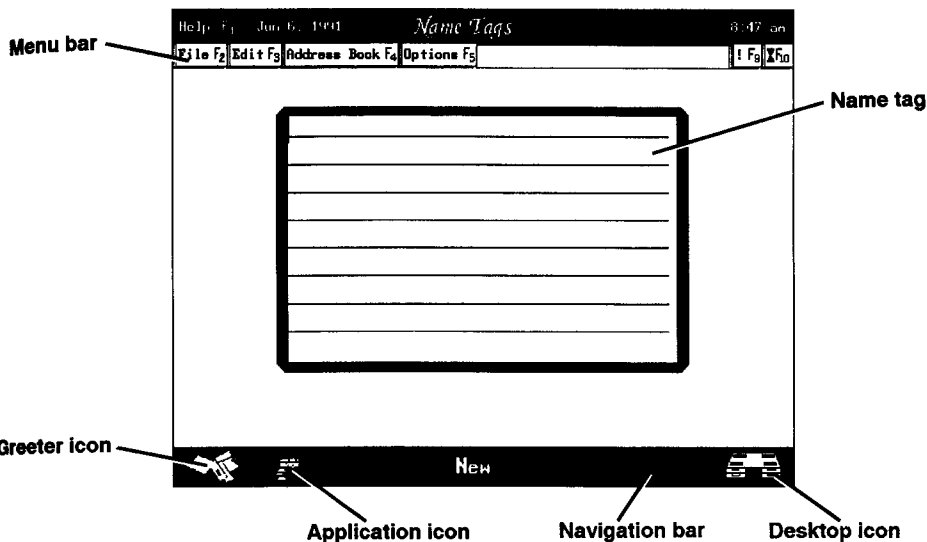 Help F1 Jun 6, 1991 Name Tags 8:47 am
Menu bar
File F2 Edit F3 Address Book F4 Options F5 ! F9 F10
Name tag
Greeter icon
New
Application icon Navigation bar Desktop icon